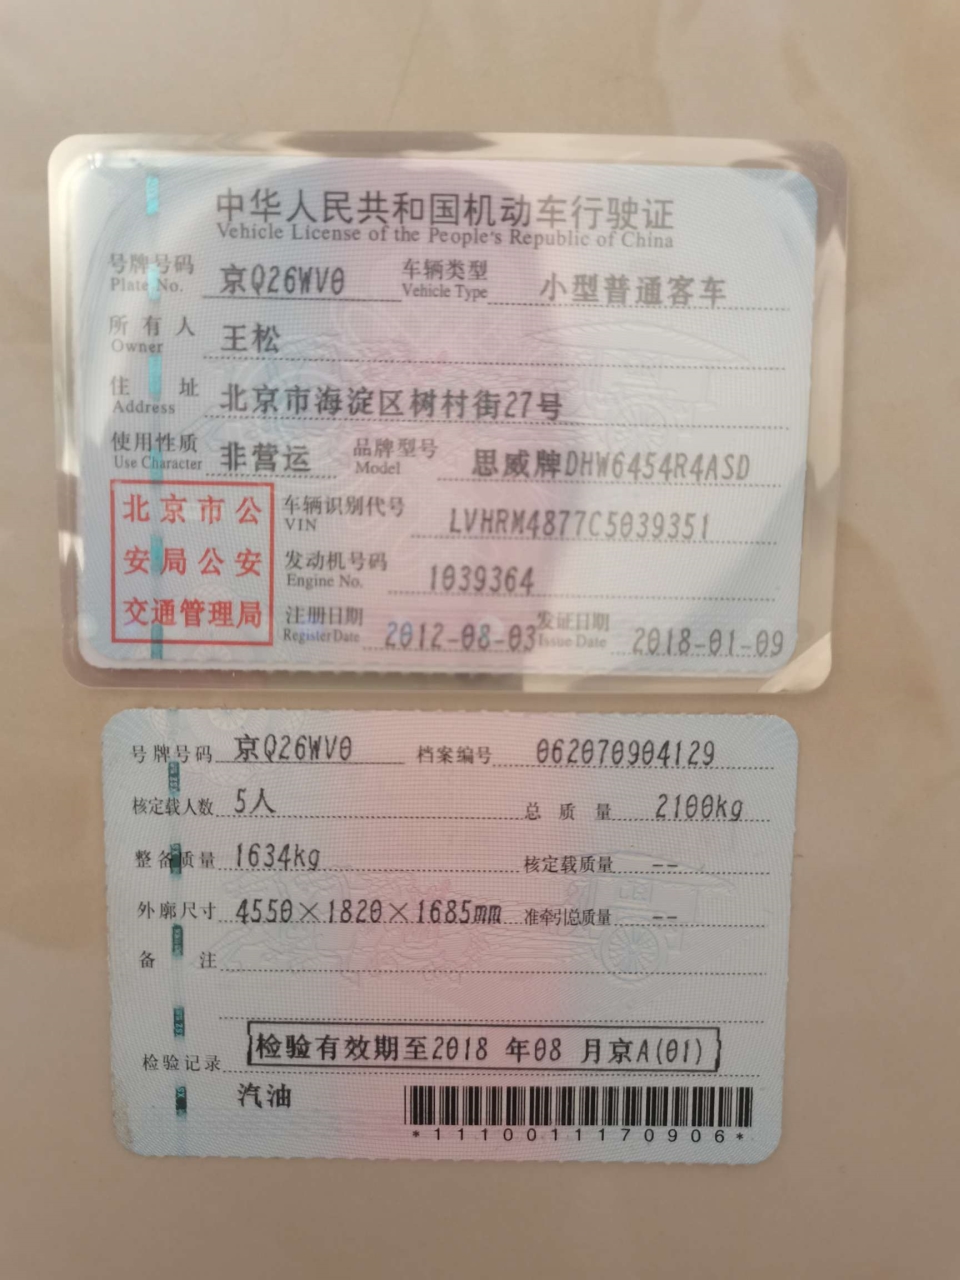 中华人民共和国机动车行驶证
Vehicle License of the People's Republic of China
号牌号码 京Q26WV0 车辆类型 小型普通客车
Plate No. Vehicle Type
所有人 王松
Owner
住址 北京市海淀区树村街27号
Address
使用性质 非营运 品牌型号 思威牌DHW6454R4ASD
Use Character Model
北京市公
安局公安
交通管理局
车辆识别代号 LVHRM4877C5039351
VIN
发动机号码 1039364
Engine No.
注册日期 2012-08-03 发证日期 2018-01-09
Register Date Issue Date
号牌号码 京Q26WV0 档案编号 062070904129
核定载人数 5人 总质量 2100kg
整备质量 1634kg 核定载质量 --
外廓尺寸 4550×1820×1685mm 准牵引总质量 --
备注
检验记录 检验有效期至2018 年08 月京A(01)
汽油
*1110011170906*